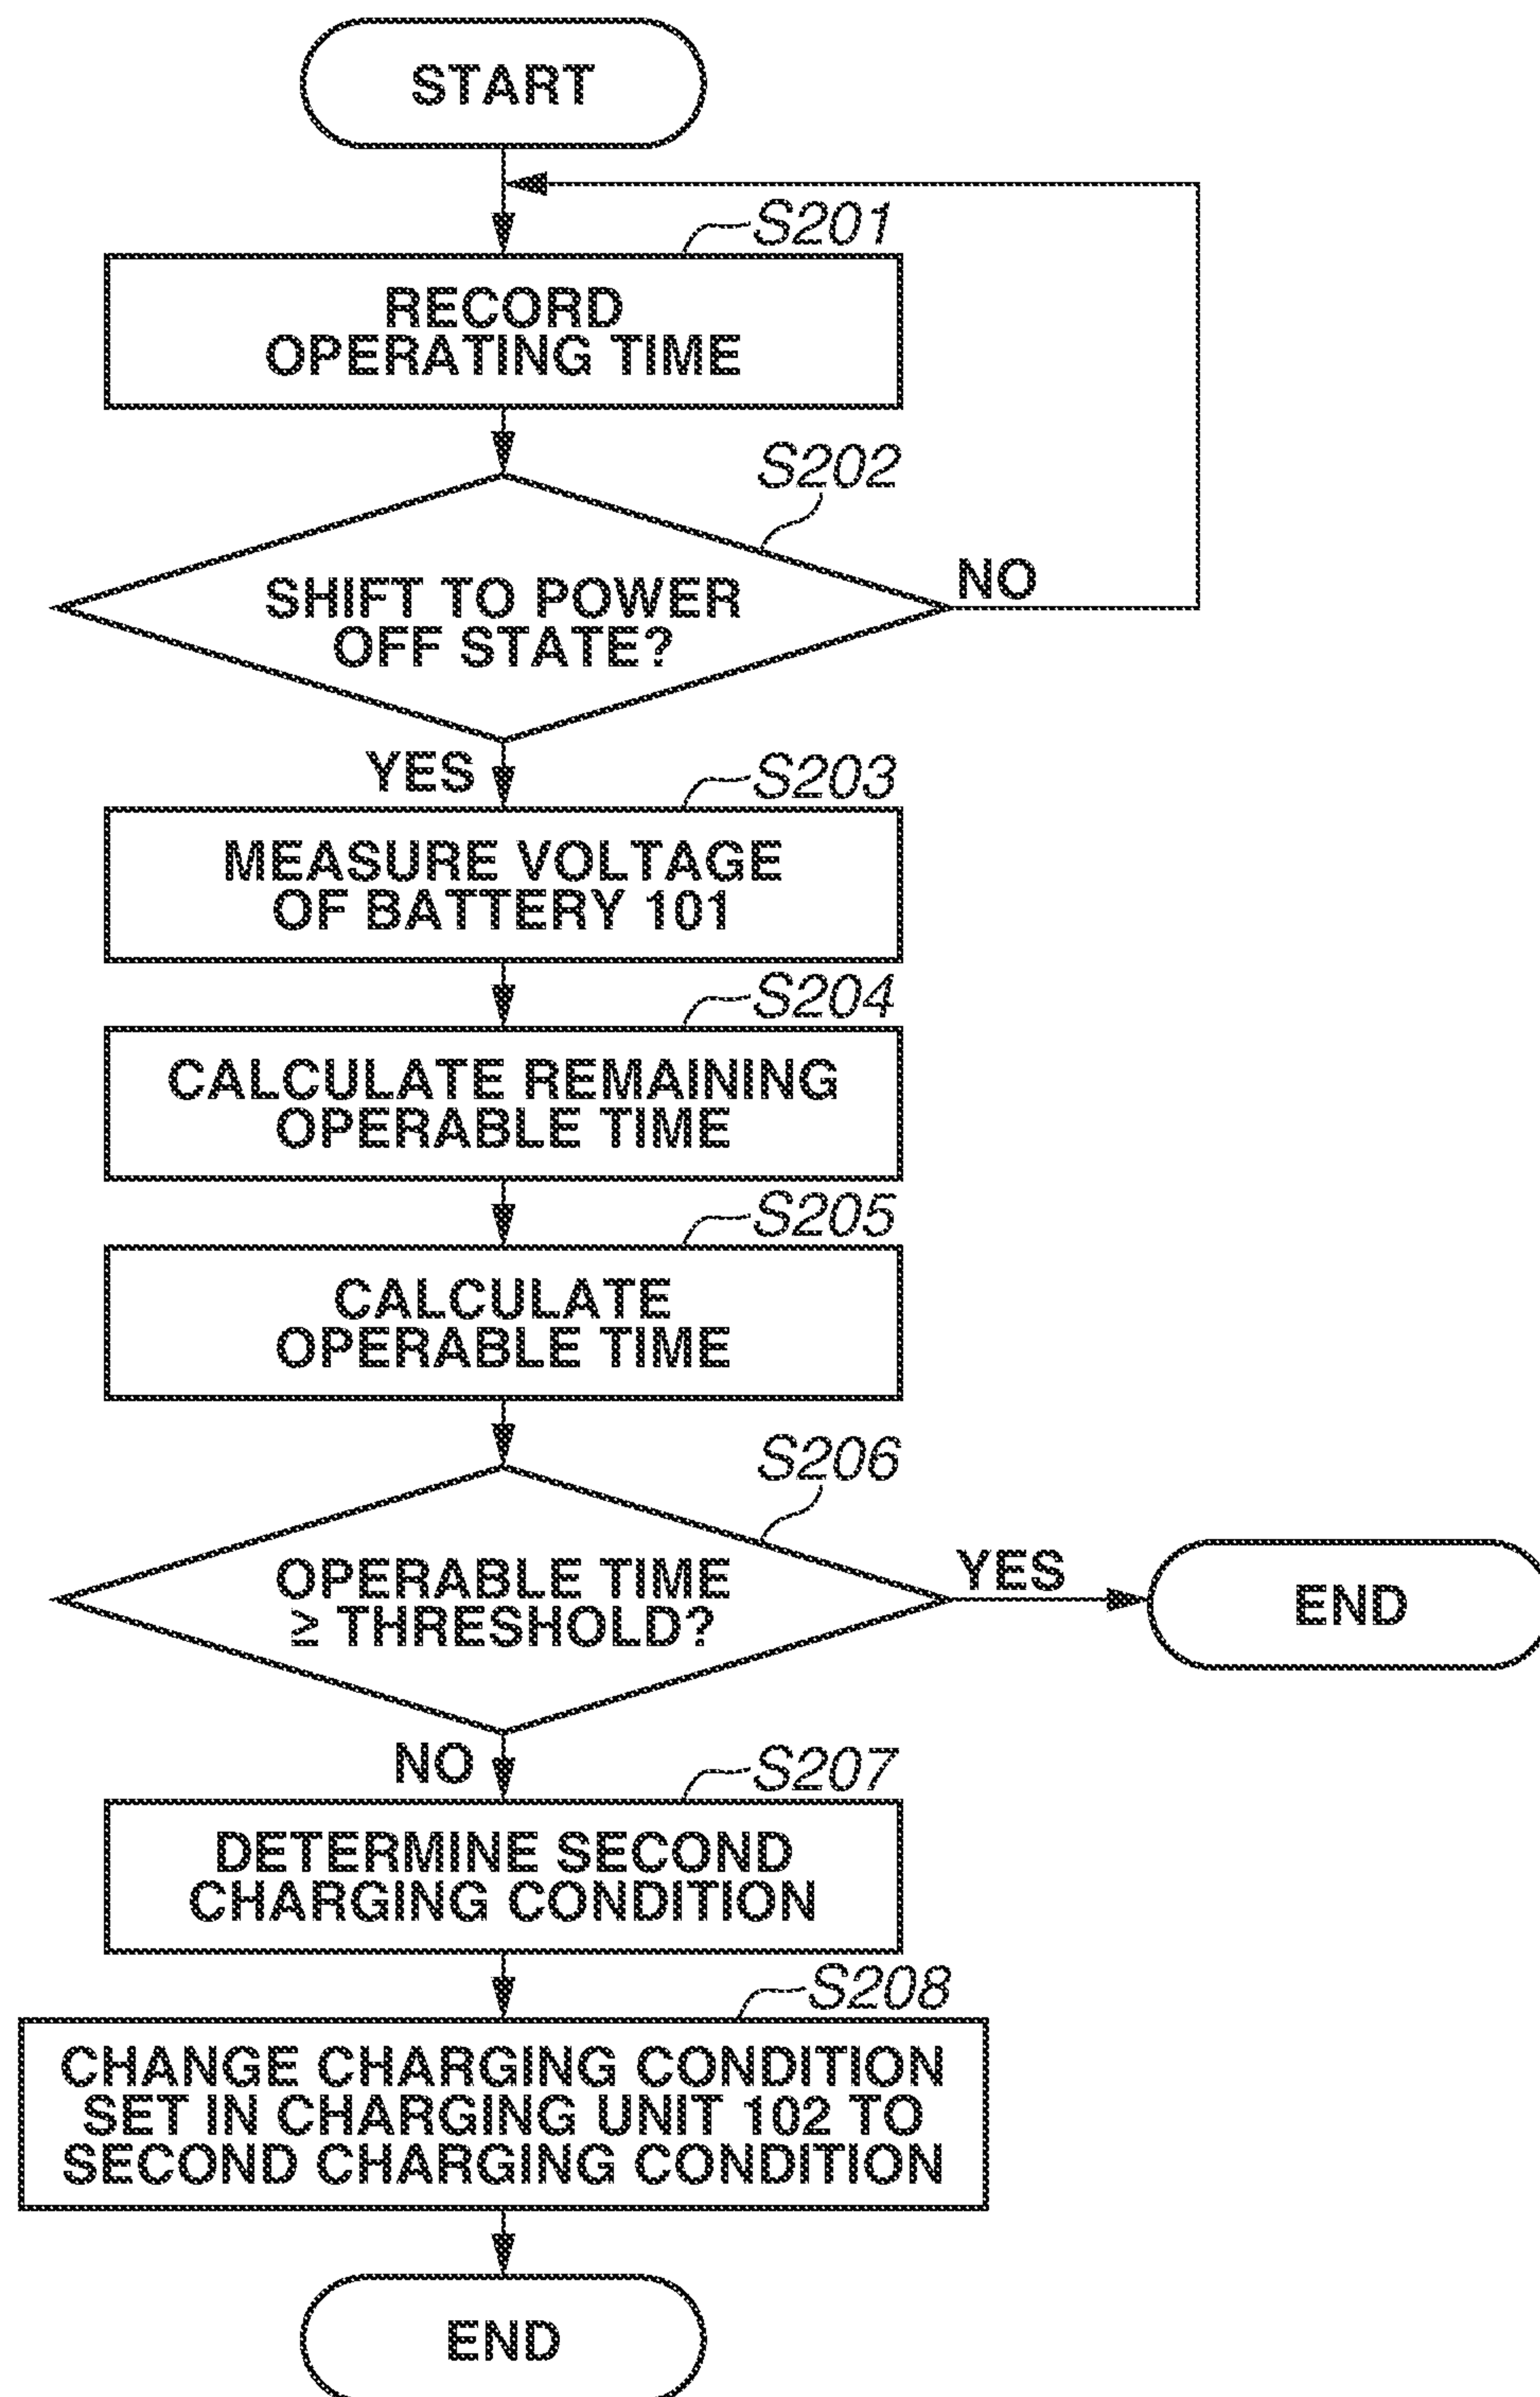 START
S201
RECORD
OPERATING TIME
S202
SHIFT TO POWER
OFF STATE?
NO
YES
S203
MEASURE VOLTAGE
OF BATTERY 101
S204
CALCULATE REMAINING
OPERABLE TIME
S205
CALCULATE
OPERABLE TIME
S206
OPERABLE TIME
≥ THRESHOLD?
YES
END
NO
S207
DETERMINE SECOND
CHARGING CONDITION
S208
CHANGE CHARGING CONDITION
SET IN CHARGING UNIT 102 TO
SECOND CHARGING CONDITION
END